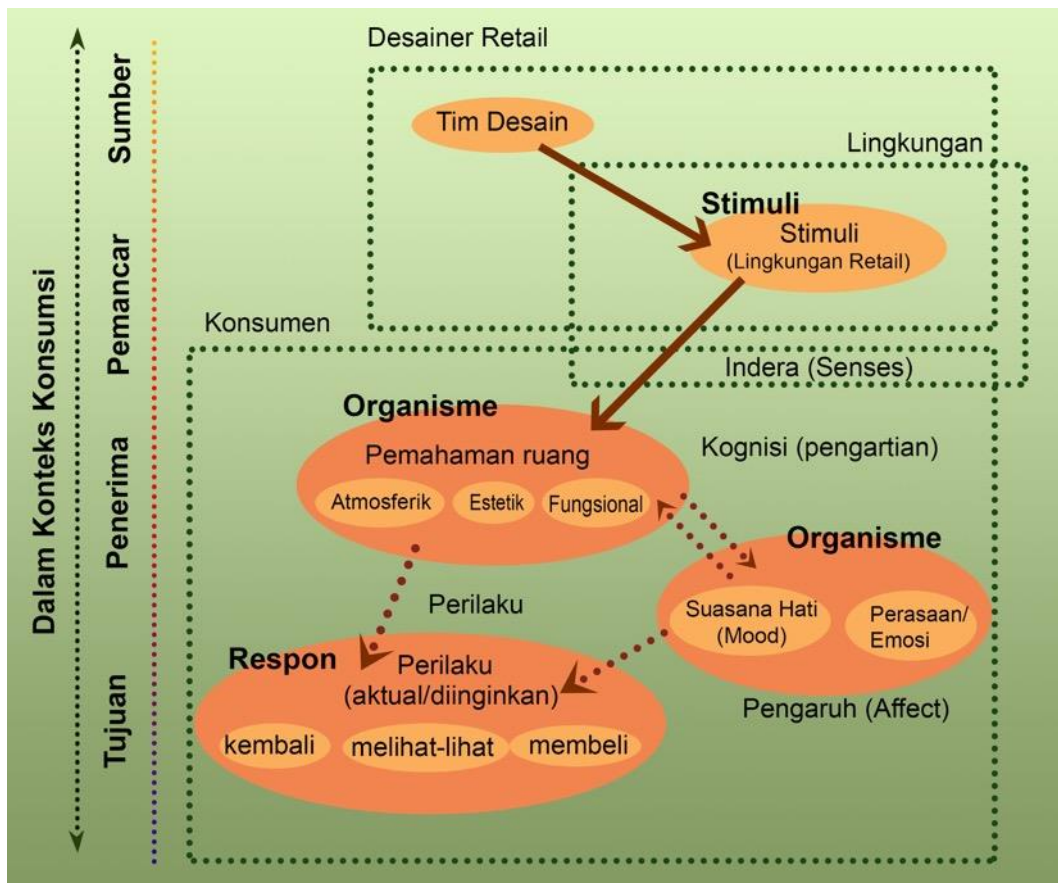 Dalam Konteks Konsumsi
Sumber
Pemancar
Penerima
Tujuan
Desainer Retail
Tim Desain
Lingkungan
Stimuli
Stimuli
(Lingkungan Retail)
Konsumen
Indera (Senses)
Organisme
Pemahaman ruang
Atmosferik
Estetik
Fungsional
Kognisi (pengartian)
Organisme
Suasana Hati
(Mood)
Perasaan/
Emosi
Pengaruh (Affect)
Perilaku
Respon
Perilaku
(aktual/diinginkan)
kembali
melihat-lihat
membeli